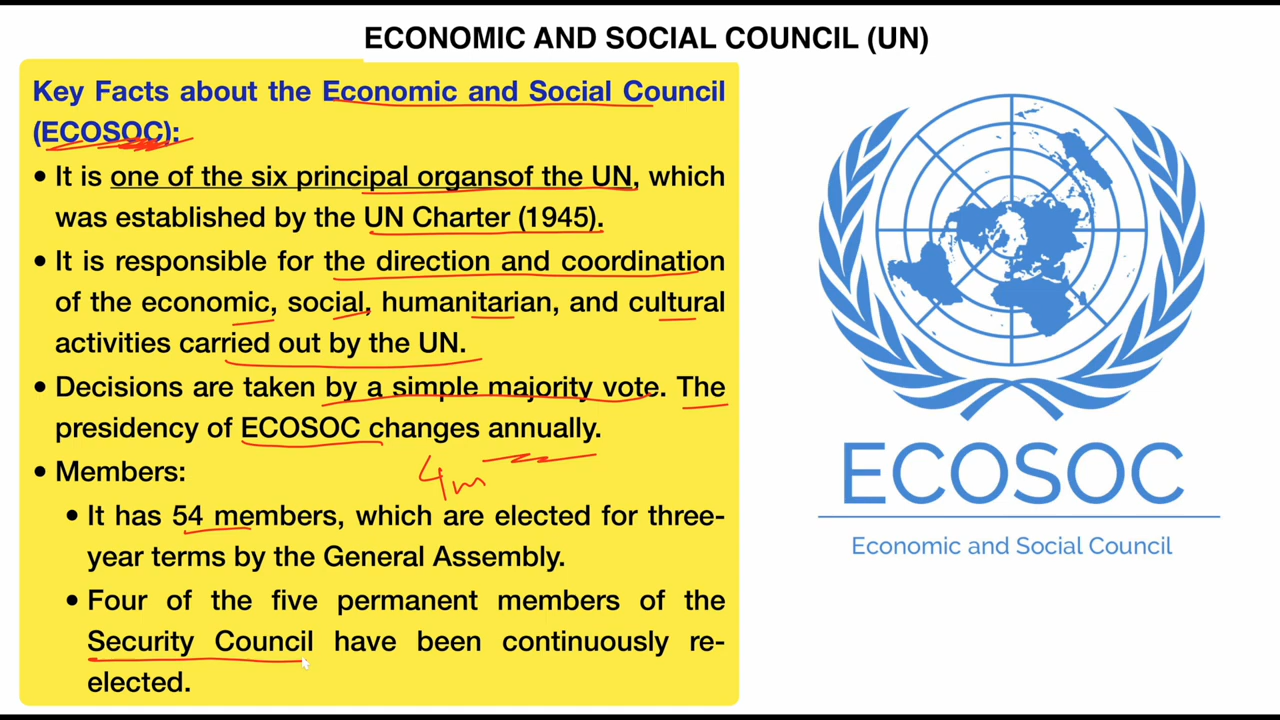 ECONOMIC AND SOCIAL COUNCIL (UN)
Key Facts about the Economic and Social Council
(ECOSOC):
• It is one of the six principal organsof the UN, which
was established by the UN Charter (1945).
• It is responsible for the direction and coordination
of the economic, social, humanitarian, and cultural
activities carried out by the UN.
• Decisions are taken by a simple majority vote. The
presidency of ECOSOC changes annually.
• Members:
• It has 54 members, which are elected for three-
year terms by the General Assembly.
• Four of the five permanent members of the
Security Council have been continuously re-
elected.
ECOSOC
Economic and Social Council